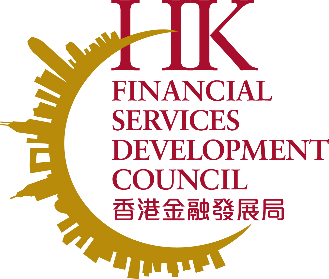 HK
FINANCIAL
SERVICES
DEVELOPMENT
COUNCIL
香港金融發展局